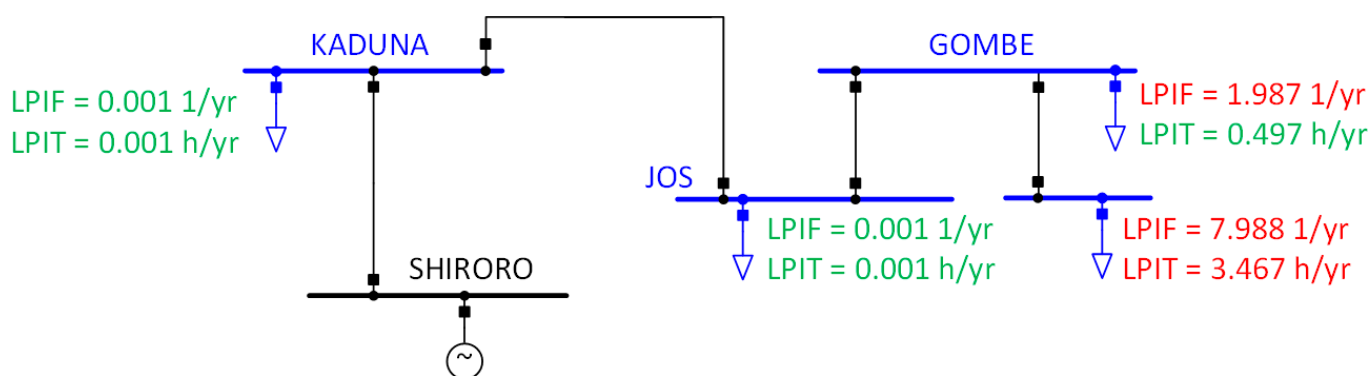 KADUNA
GOMBE
LPIF = 0.001 1/yr
LPIT = 0.001 h/yr
LPIF = 1.987 1/yr
LPIT = 0.497 h/yr
JOS
LPIF = 0.001 1/yr
LPIT = 0.001 h/yr
LPIF = 7.988 1/yr
LPIT = 3.467 h/yr
SHIRORO
~